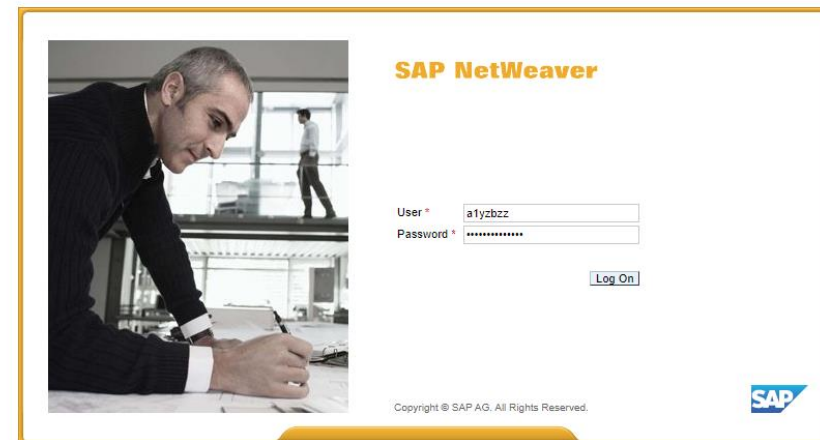 SAP NetWeaver
User * a1yzbzz
Password * ••••••••••••••
Log On
Copyright © SAP AG. All Rights Reserved.
SAP